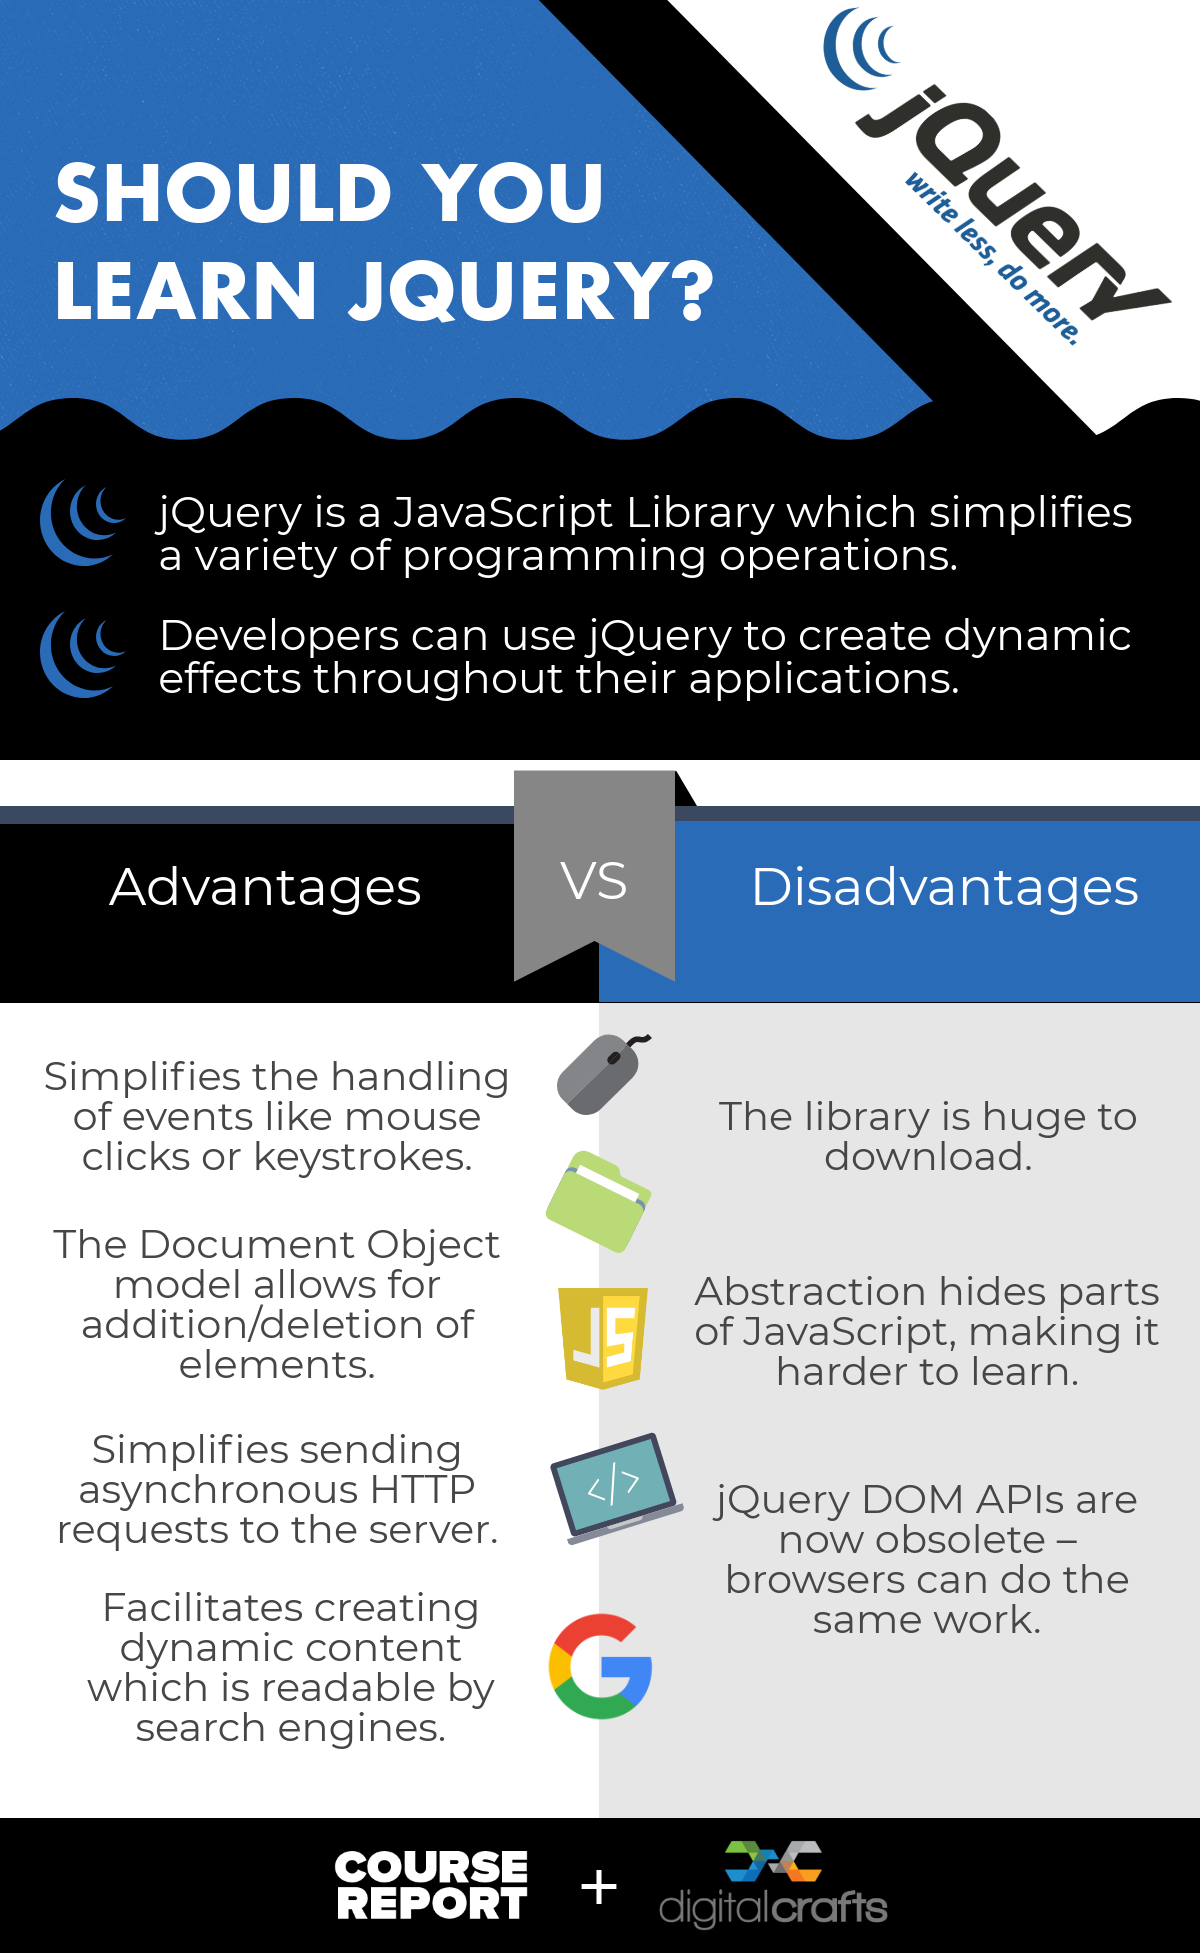 jQuery
write less, do more.
SHOULD YOU
LEARN JQUERY?
jQuery is a JavaScript Library which simplifies
a variety of programming operations.
Developers can use jQuery to create dynamic
effects throughout their applications.
Advantages
VS
Disadvantages
Simplifies the handling
of events like mouse
clicks or keystrokes.
The Document Object
model allows for
addition/deletion of
elements.
Simplifies sending
asynchronous HTTP
requests to the server.
Facilitates creating
dynamic content
which is readable by
search engines.
JS
</>
G
The library is huge to
download.
Abstraction hides parts
of JavaScript, making it
harder to learn.
jQuery DOM APIs are
now obsolete –
browsers can do the
same work.
COURSE
REPORT
+
digitalcrafts